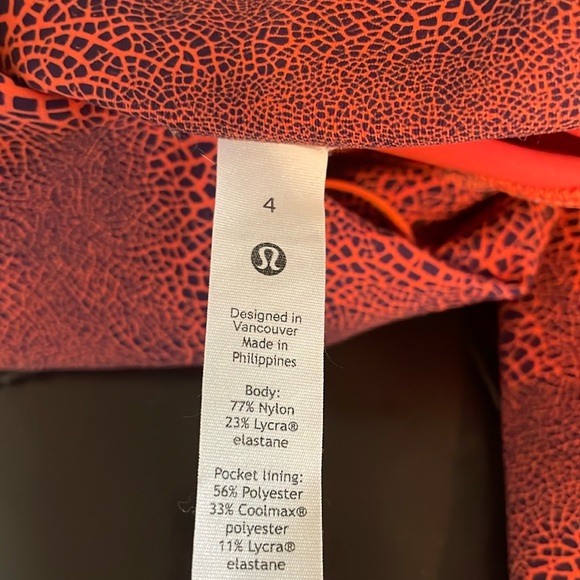 4
Designed in
Vancouver
Made in
Philippines
Body:
77% Nylon
23% Lycra®
elastane
Pocket lining:
56% Polyester
33% Coolmax®
polyester
11% Lycra®
elastane